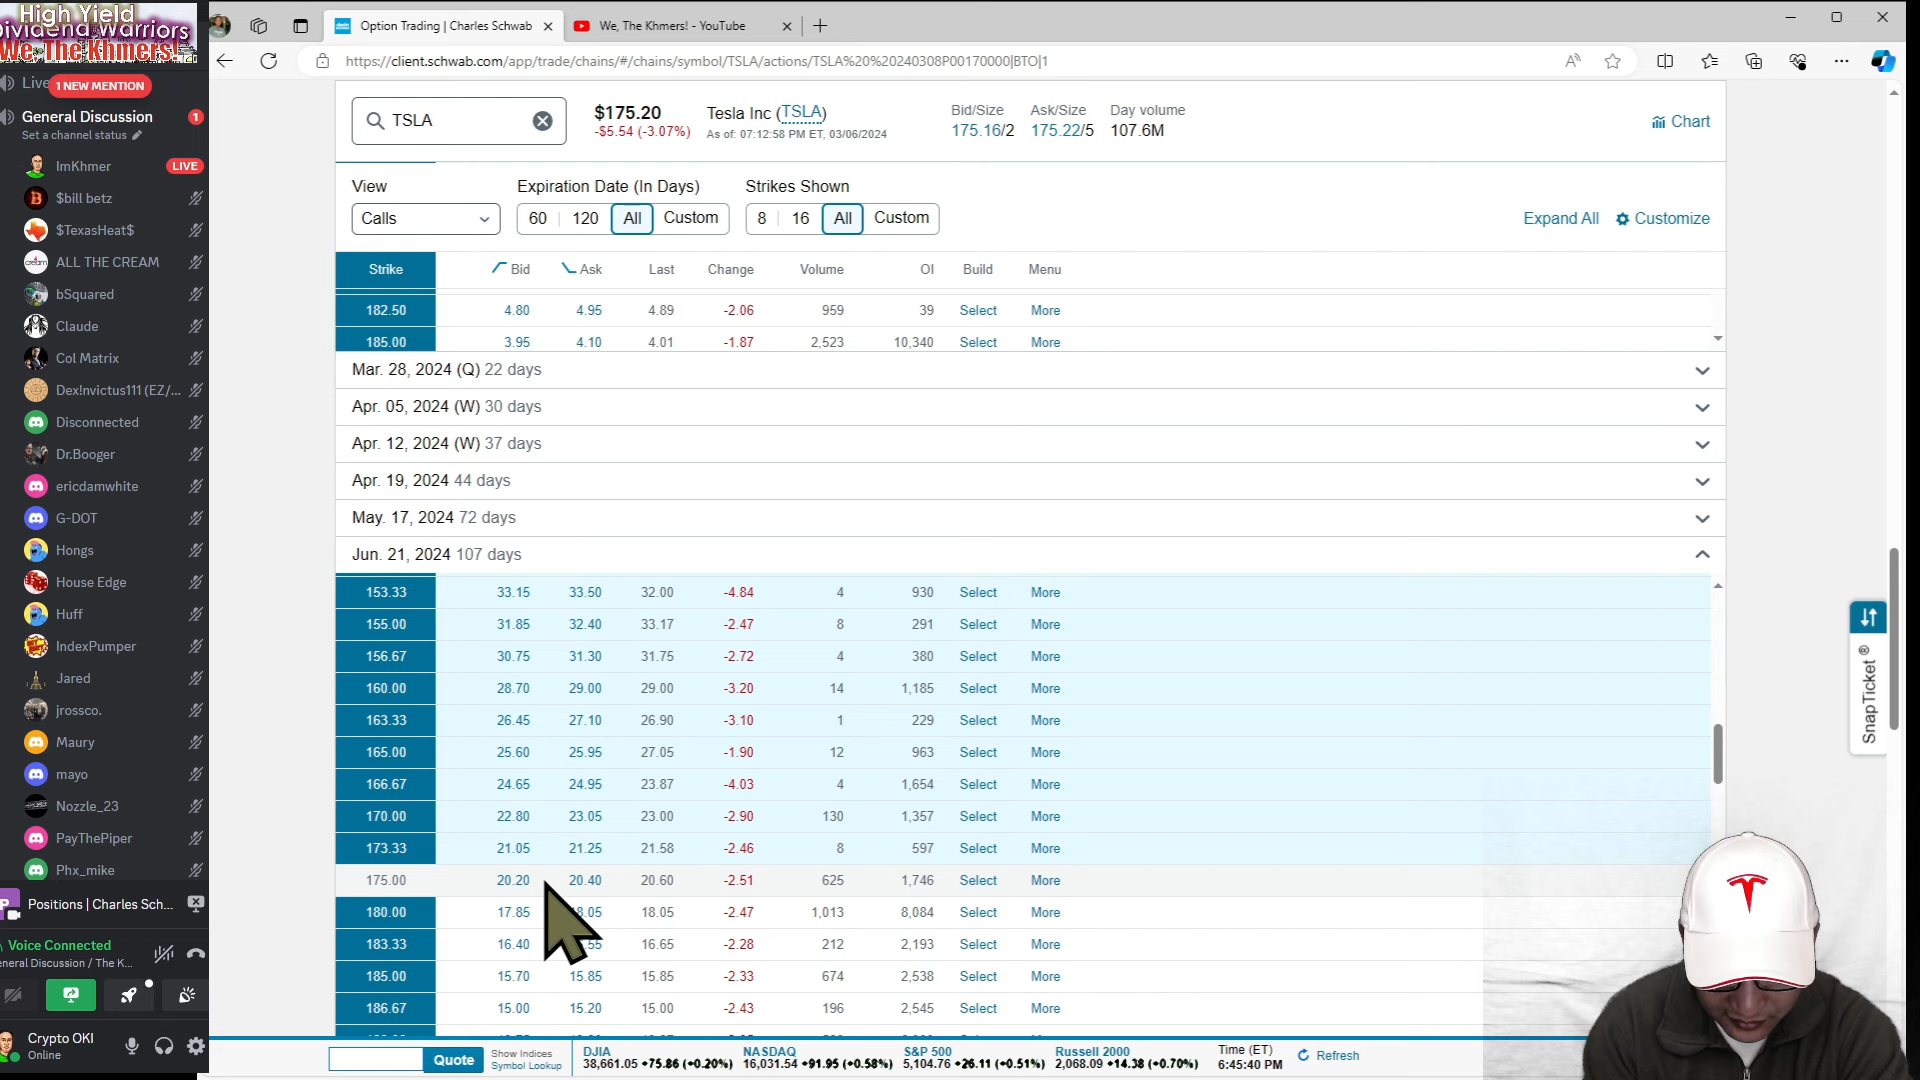 High Yield
Dividend Warriors
We The Khmers!
Live
1 NEW MENTION
General Discussion 1
Set a channel status
ImKhmer LIVE
$bill betz
$TexasHeat$
ALL THE CREAM
bSquared
Claude
Col Matrix
Dex!nvictus111 (EZ/...
Disconnected
Dr.Booger
ericdamwhite
G-DOT
Hongs
House Edge
Huff
IndexPumper
Jared
jrossco.
Maury
mayo
Nozzle_23
PayThePiper
Phx_mike
Positions | Charles Sch...
Voice Connected
eneral Discussion / The K...
Crypto OKI
Online
Option Trading | Charles Schwab
We, The Khmers! - YouTube
https://client.schwab.com/app/trade/chains/#/chains/symbol/TSLA/actions/TSLA%20%20240308P00170000|BTO|1
TSLA
$175.20
-$5.54 (-3.07%)
Tesla Inc (TSLA)
As of: 07:12:58 PM ET, 03/06/2024
Bid/Size Ask/Size Day volume
175.16/2 175.22/5 107.6M
Chart
View Expiration Date (In Days) Strikes Shown
Calls 60 120 All Custom 8 16 All Custom
Expand All Customize
Strike Bid Ask Last Change Volume OI Build Menu
182.50 4.80 4.95 4.89 -2.06 959 39 Select More
185.00 3.95 4.10 4.01 -1.87 2,523 10,340 Select More
Mar. 28, 2024 (Q) 22 days
Apr. 05, 2024 (W) 30 days
Apr. 12, 2024 (W) 37 days
Apr. 19, 2024 44 days
May. 17, 2024 72 days
Jun. 21, 2024 107 days
153.33 33.15 33.50 32.00 -4.84 4 930 Select More
155.00 31.85 32.40 33.17 -2.47 8 291 Select More
156.67 30.75 31.30 31.75 -2.72 4 380 Select More
160.00 28.70 29.00 29.00 -3.20 14 1,185 Select More
163.33 26.45 27.10 26.90 -3.10 1 229 Select More
165.00 25.60 25.95 27.05 -1.90 12 963 Select More
166.67 24.65 24.95 23.87 -4.03 4 1,654 Select More
170.00 22.80 23.05 23.00 -2.90 130 1,357 Select More
173.33 21.05 21.25 21.58 -2.46 8 597 Select More
175.00 20.20 20.40 20.60 -2.51 625 1,746 Select More
180.00 17.85 8.05 18.05 -2.47 1,013 8,084 Select More
183.33 16.40 55 16.65 -2.28 212 2,193 Select More
185.00 15.70 15.85 15.85 -2.33 674 2,538 Select More
186.67 15.00 15.20 15.00 -2.43 196 2,545 Select More
SnapTicket ®
Quote
Show Indices
Symbol Lookup
DJIA
38,661.05 +75.86 (+0.20%)
NASDAQ
16,031.54 +91.95 (+0.58%)
S&P 500
5,104.76 +26.11 (+0.51%)
Russell 2000
2,068.09 +14.38 (+0.70%)
Time (ET)
6:45:40 PM
Refresh